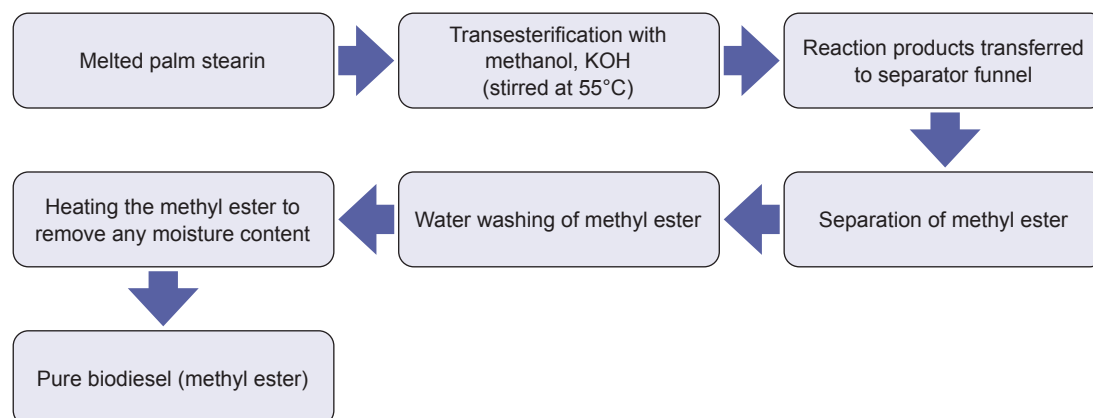 Melted palm stearin
Transesterification with
methanol, KOH
(stirred at 55°C)
Reaction products transferred
to separator funnel
Separation of methyl ester
Water washing of methyl ester
Heating the methyl ester to
remove any moisture content
Pure biodiesel (methyl ester)